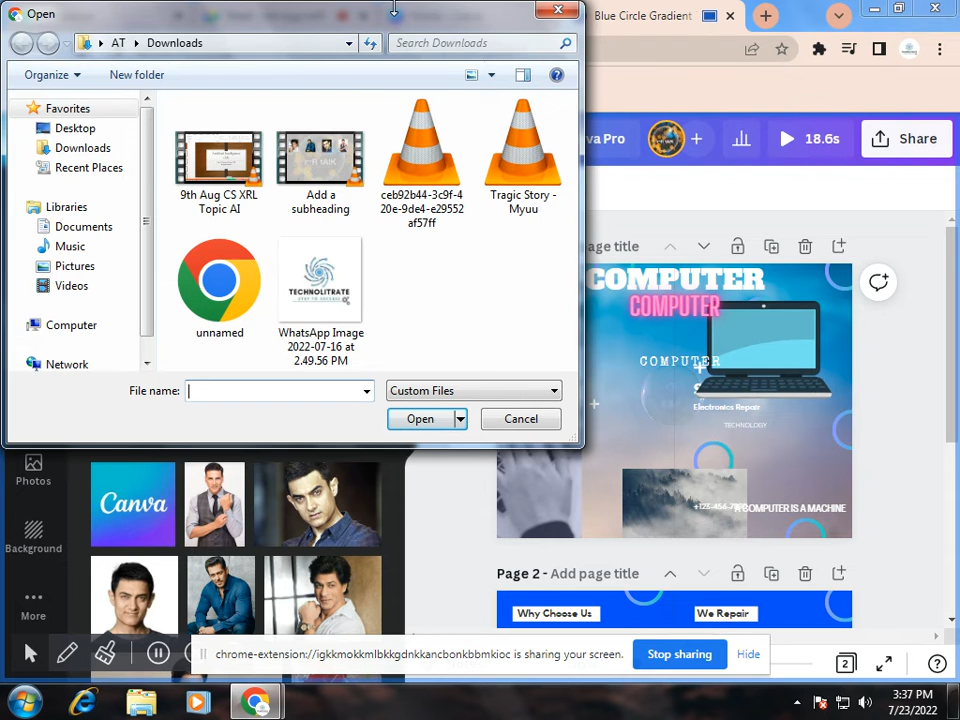 Open
Blue Circle Gradient
AT
Downloads
Search Downloads
Organize
New folder
Favorites
Desktop
Downloads
Recent Places
Libraries
Documents
Music
Pictures
Videos
Computer
Network
9th Aug CS XRL
Topic AI
Add a
subheading
ceb92b44-3c9f-4
20e-9de4-e29552
af57ff
Tragic Story -
Myuu
TECHNOLITRATE
unnamed
WhatsApp Image
2022-07-16 at
2.49.56 PM
File name:
Custom Files
Open
Cancel
va Pro
18.6s
Share
ge title
COMPUTER
COMPUTER
COMPUTER
Electronics Repair
TECHNOLOGY
A COMPUTER IS A MACHINE
Photos
Background
More
Canva
Page 2 - Add page title
Why Choose Us
We Repair
chrome-extension://igkkmokkmlbkkgdnkkancbonkbbmkioc is sharing your screen.
Stop sharing
Hide
2
3:37 PM
7/23/2022